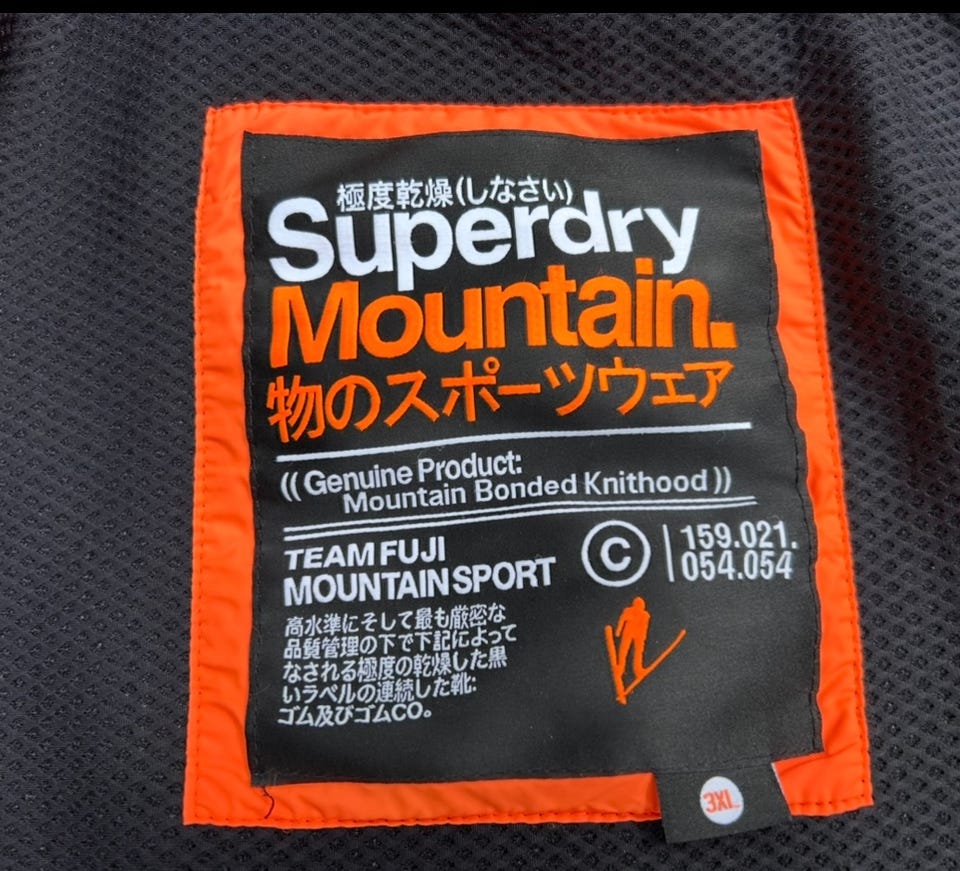 極度乾燥(しなさい)
Superdry
Mountain.
物のスポーツウェア
((Genuine Product:
Mountain Bonded Knithood))
TEAM FUJI
MOUNTAIN SPORT
© 159.021.
054.054
高水準にそして最も厳密な
品質管理の下で下記によって
なされる極度の乾燥した黒
いラベルの連続した靴:
ゴム及びゴムCO。
3XL